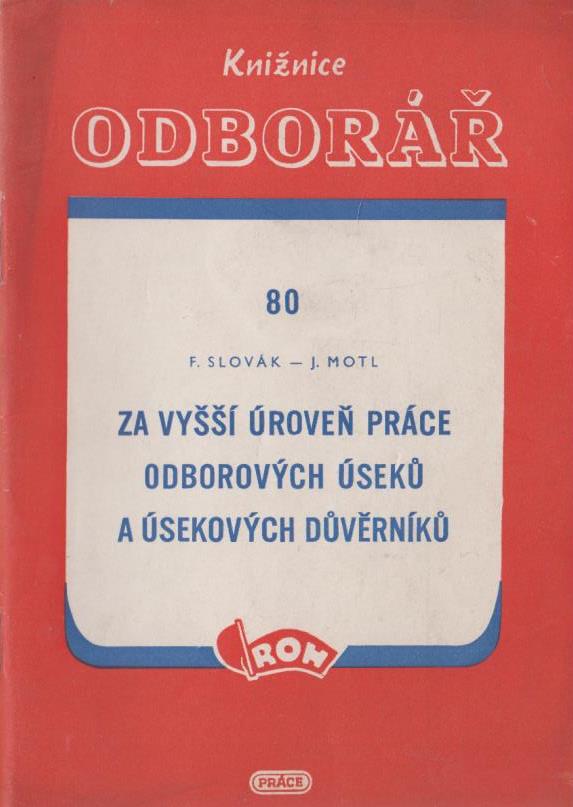 Knižnice
ODBORÁŘ
80
F. SLOVÁK — J. MOTL
ZA VYŠŠÍ ÚROVEŇ PRÁCE
ODBOROVÝCH ÚSEKŮ
A ÚSEKOVÝCH DŮVĚRNÍKŮ
ROH
PRÁCE